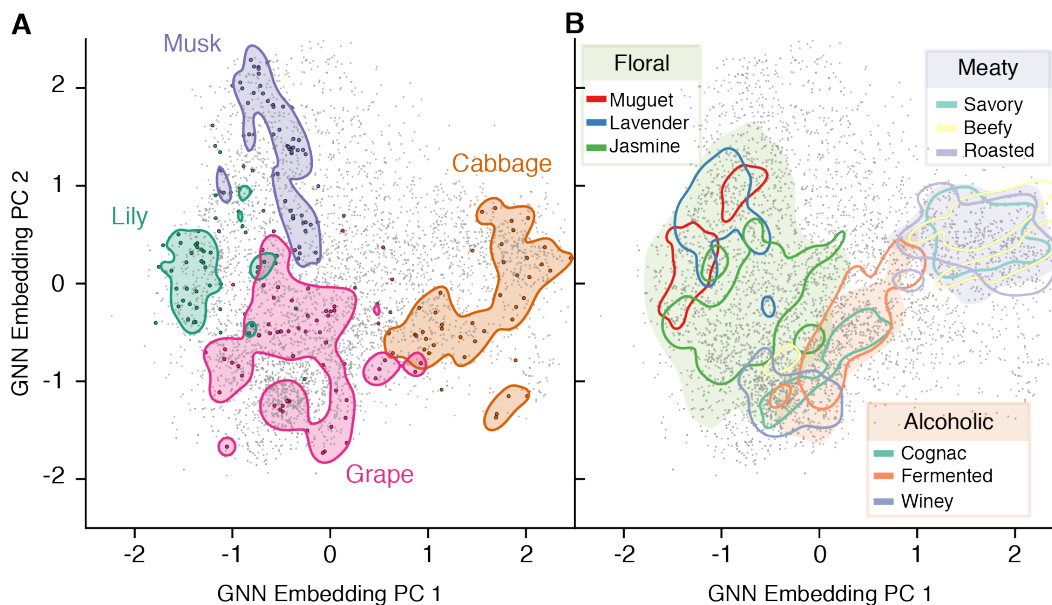 A
Musk
Cabbage
Lily
Grape
GNN Embedding PC 2
2
1
0
-1
-2
-2
-1
0
1
2
GNN Embedding PC 1
B
Floral
Muguet
Lavender
Jasmine
Meaty
Savory
Beefy
Roasted
Alcoholic
Cognac
Fermented
Winey
-2
-1
0
1
2
GNN Embedding PC 1